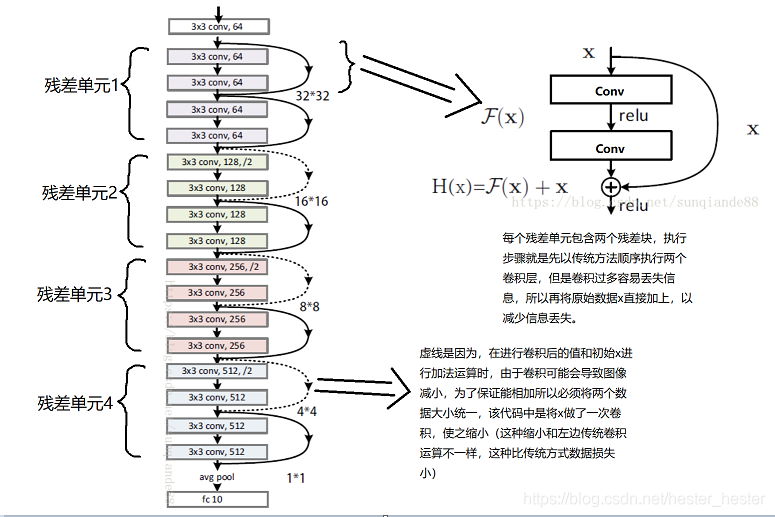 3x3 conv, 64
残差单元1
3x3 conv, 64
3x3 conv, 64
32*32
3x3 conv, 64
3x3 conv, 64
残差单元2
3x3 conv, 128, /2
3x3 conv, 128
16*16
3x3 conv, 128
3x3 conv, 128
残差单元3
3x3 conv, 256, /2
3x3 conv, 256
8*8
3x3 conv, 256
3x3 conv, 256
残差单元4
3x3 conv, 512, /2
3x3 conv, 512
4*4
3x3 conv, 512
3x3 conv, 512
avg pool
1*1
fc 10
x
Conv
relu
F(x)
x
Conv
H(x)=F(x) + x
relu
https://blog.csdn.net/sunqiande88
每个残差单元包含两个残差块，执行
步骤就是先以传统方法顺序执行两个
卷积层，但是卷积过多容易丢失信
息，所以再将原始数据x直接加上，以
减少信息丢失。
虚线是因为，在进行卷积后的值和初始x进
行加法运算时，由于卷积可能会导致图像
减小，为了保证能相加所以必须将两个数
据大小统一，该代码中是将x做了一次卷
积，使之缩小（这种缩小和左边传统卷积
运算不一样，这种比传统方式数据损失
小）
https://blog.csdn.net/hester_hester